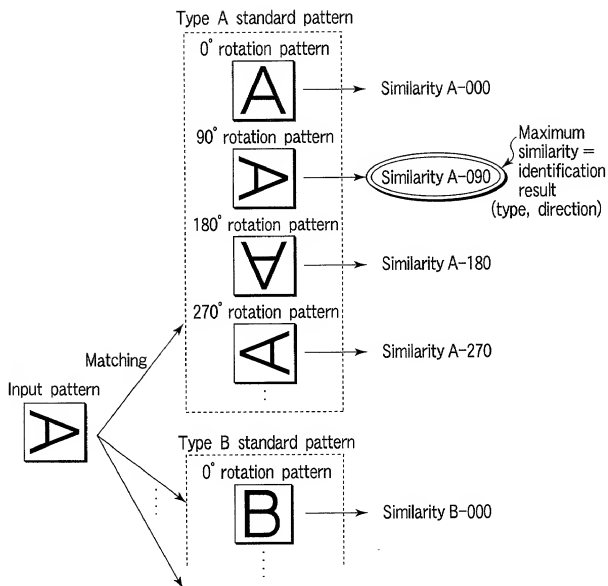 Type A standard pattern
0° rotation pattern
A
Similarity A-000
90° rotation pattern
A
Similarity A-090
Maximum
similarity =
identification
result
(type, direction)
180° rotation pattern
A
Similarity A-180
270° rotation pattern
A
Similarity A-270
Matching
Input pattern
A
Type B standard pattern
0° rotation pattern
B
Similarity B-000